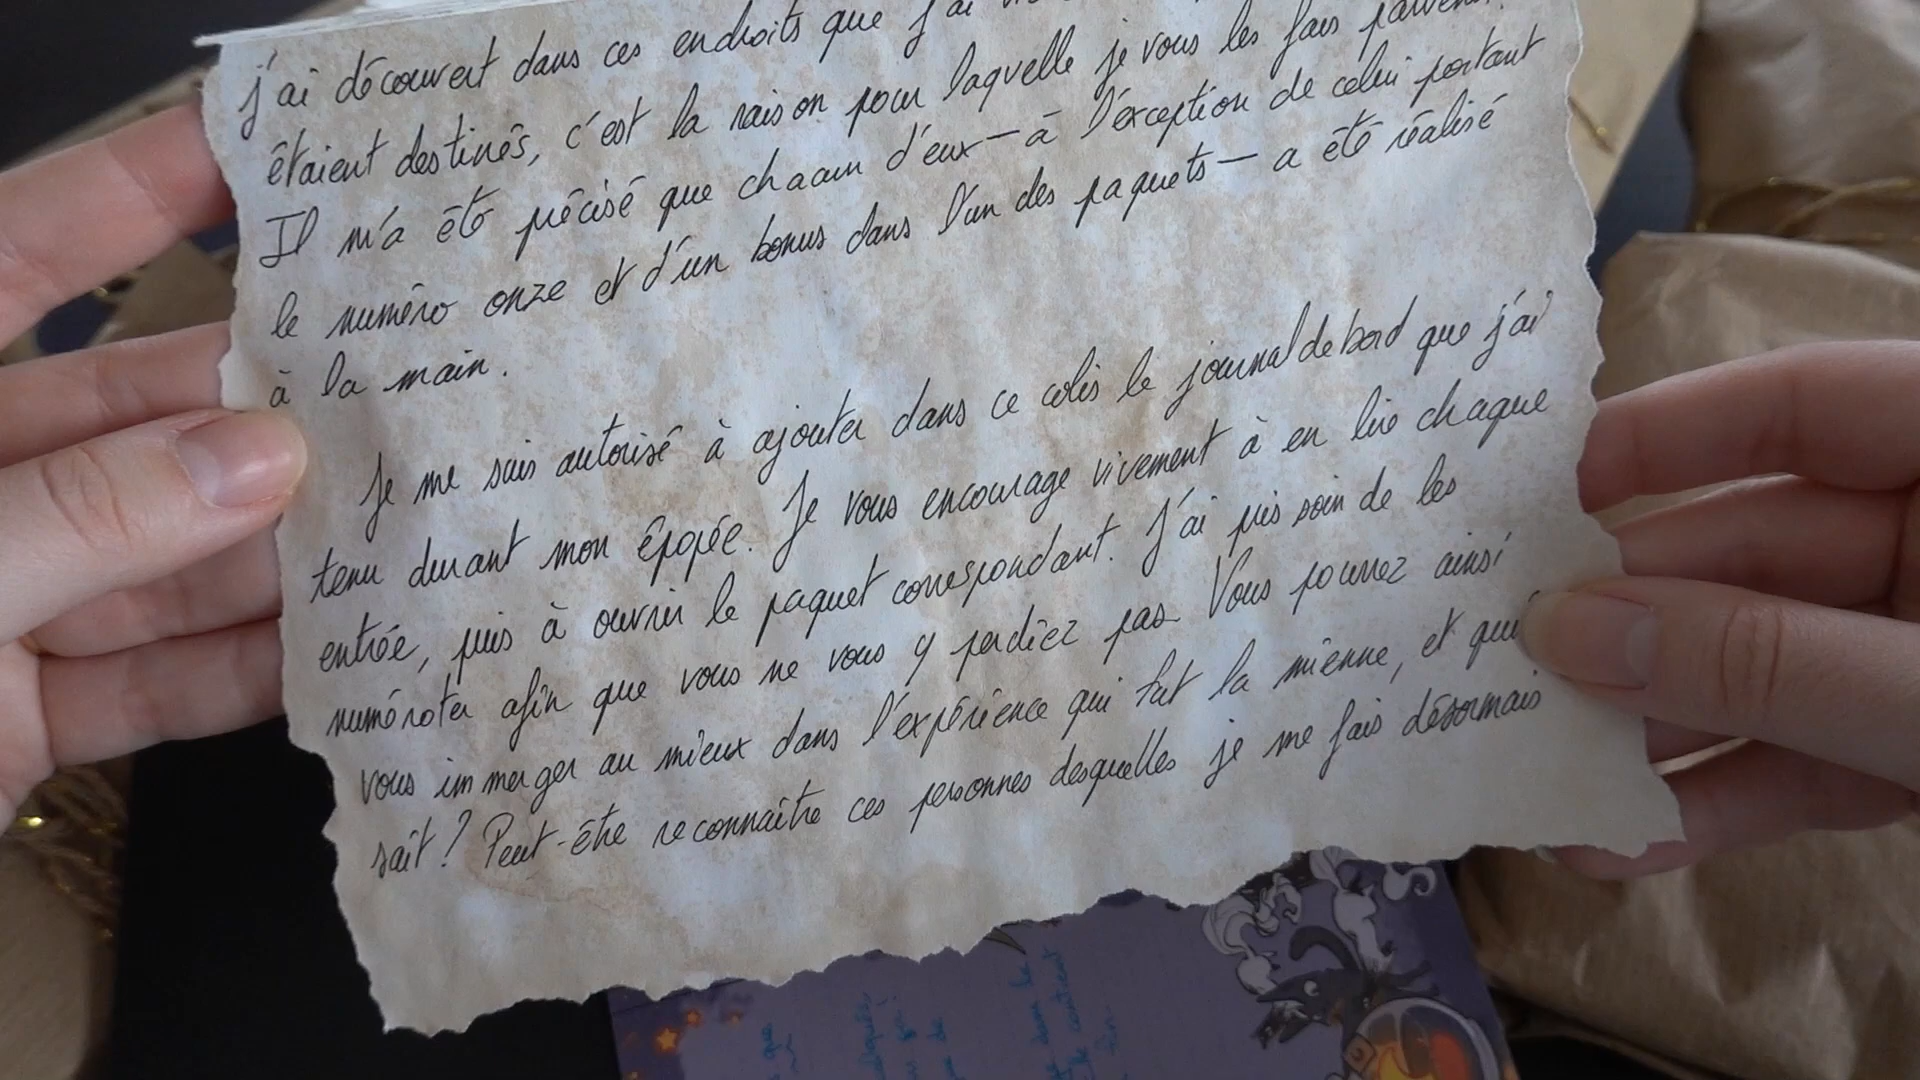 j'ai découvert dans ces endroits que j'ai
étaient destinés, c'est la raison pour laquelle je vous les fais parvenir.
Il m'a été précisé que chacun d'eux — à l'exception de celui portant
le numéro onze et d'un bonus dans l'un des paquets — a été réalisé
à la main.
Je me suis autorisé à ajouter dans ce colis le journal de bord que j'ai
tenu durant mon épopée. Je vous encourage vivement à en lire chaque
entrée, puis à ouvrir le paquet correspondant. J'ai pris soin de les
numéroter afin que vous ne vous y perdiez pas. Vous pourrez ainsi
vous immerger au mieux dans l'expérience qui fut la mienne, et qui
sait ? Peut-être reconnaître ces personnes desquelles je me fais désormais